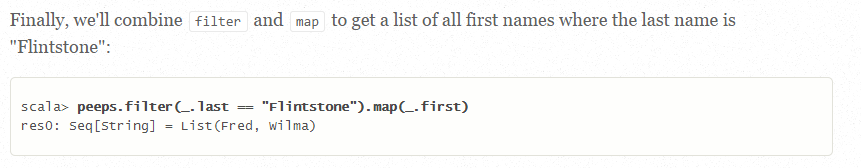 Finally, we'll combine filter and map to get a list of all first names where the last name is
"Flintstone":
scala> peeps.filter(_.last == "Flintstone").map(_.first)
res0: Seq[String] = List(Fred, Wilma)